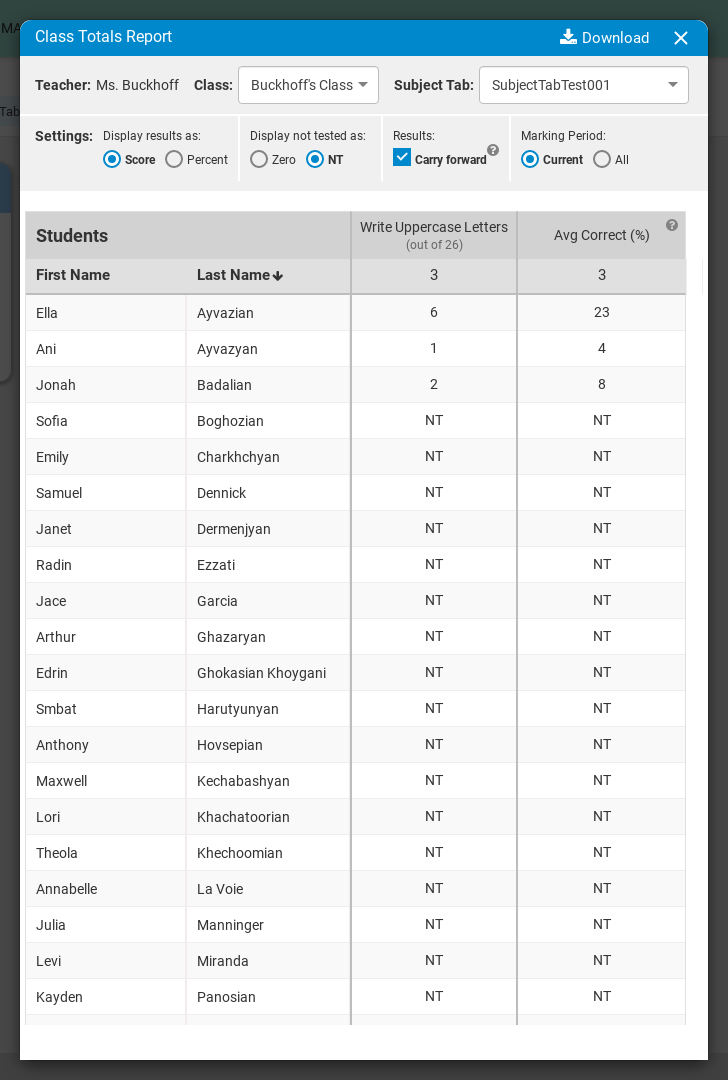 MA
Class Totals Report Download
Teacher: Ms. Buckhoff Class: Buckhoff's Class Subject Tab: SubjectTabTest001
Tab
Settings: Display results as: Display not tested as: Results: Marking Period:
Score Percent Zero NT Carry forward ? Current All
Students Write Uppercase Letters Avg Correct (%) ?
(out of 26)
First Name Last Name 3 3
Ella Ayvazian 6 23
Ani Ayvazyan 1 4
Jonah Badalian 2 8
Sofia Boghozian NT NT
Emily Charkhchyan NT NT
Samuel Dennick NT NT
Janet Dermenjyan NT NT
Radin Ezzati NT NT
Jace Garcia NT NT
Arthur Ghazaryan NT NT
Edrin Ghokasian Khoygani NT NT
Smbat Harutyunyan NT NT
Anthony Hovsepian NT NT
Maxwell Kechabashyan NT NT
Lori Khachatoorian NT NT
Theola Khechoomian NT NT
Annabelle La Voie NT NT
Julia Manninger NT NT
Levi Miranda NT NT
Kayden Panosian NT NT